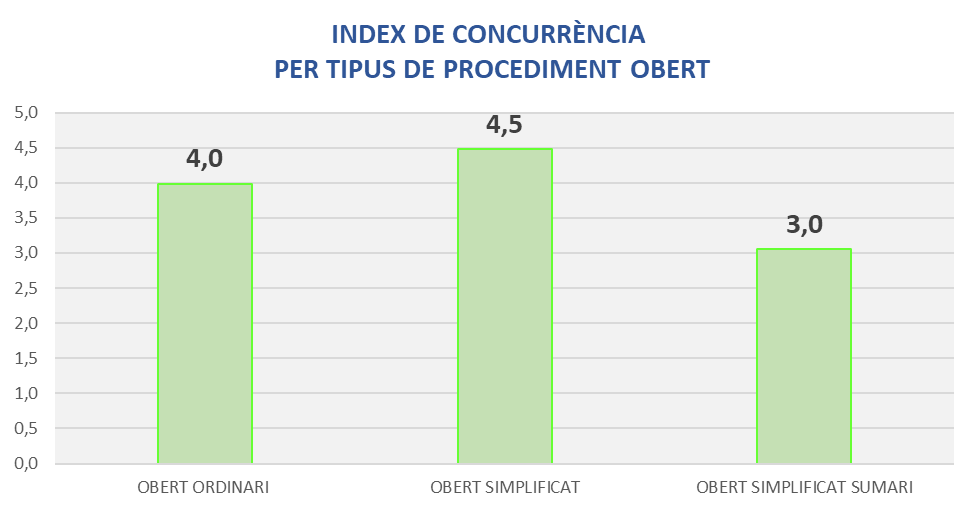 INDEX DE CONCURRÈNCIA
PER TIPUS DE PROCEDIMENT OBERT
5,0
4,5
4,0
3,5
3,0
2,5
2,0
1,5
1,0
0,5
0,0
4,0
4,5
3,0
OBERT ORDINARI
OBERT SIMPLIFICAT
OBERT SIMPLIFICAT SUMARI